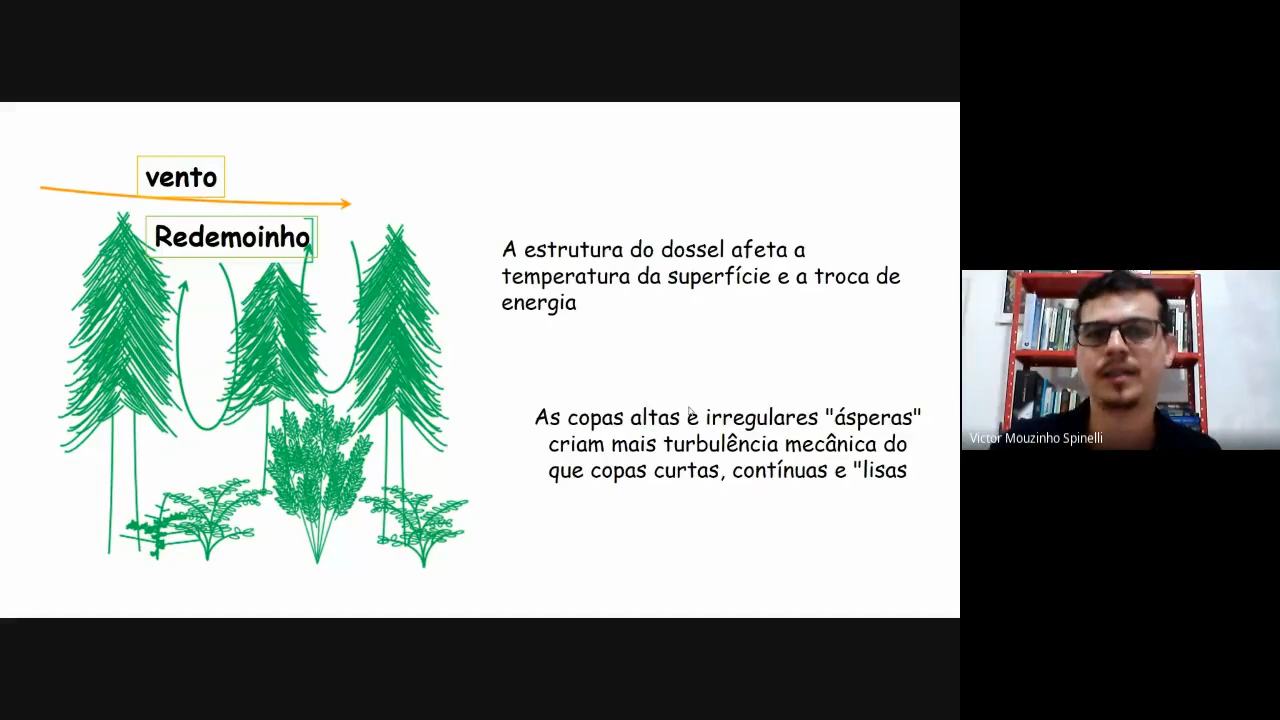 vento
Redemoinho
A estrutura do dossel afeta a
temperatura da superfície e a troca de
energia
As copas altas e irregulares "ásperas"
criam mais turbulência mecânica do
que copas curtas, contínuas e "lisas
Victor Mouzinho Spinelli